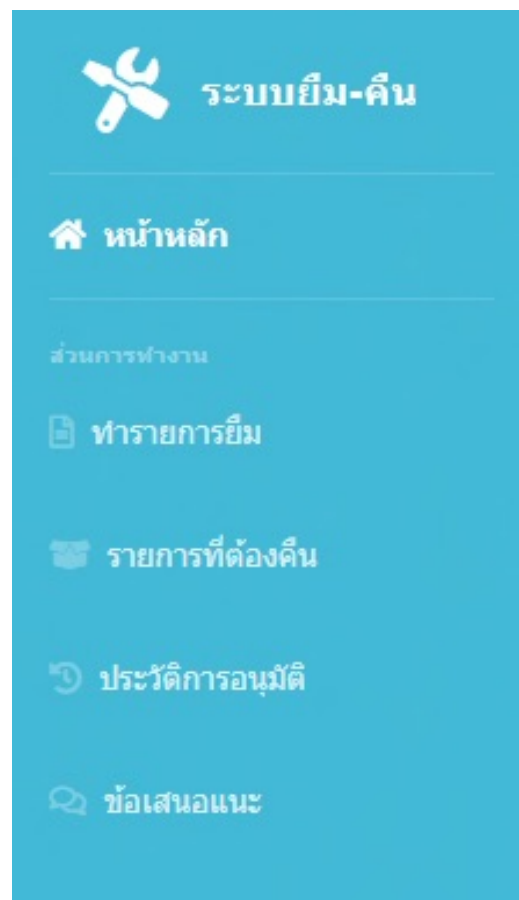 ระบบยืม-คืน
หน้าหลัก
ส่วนการทำงาน
ทำรายการยืม
รายการที่ต้องคืน
ประวัติการอนุมัติ
ข้อเสนอแนะ